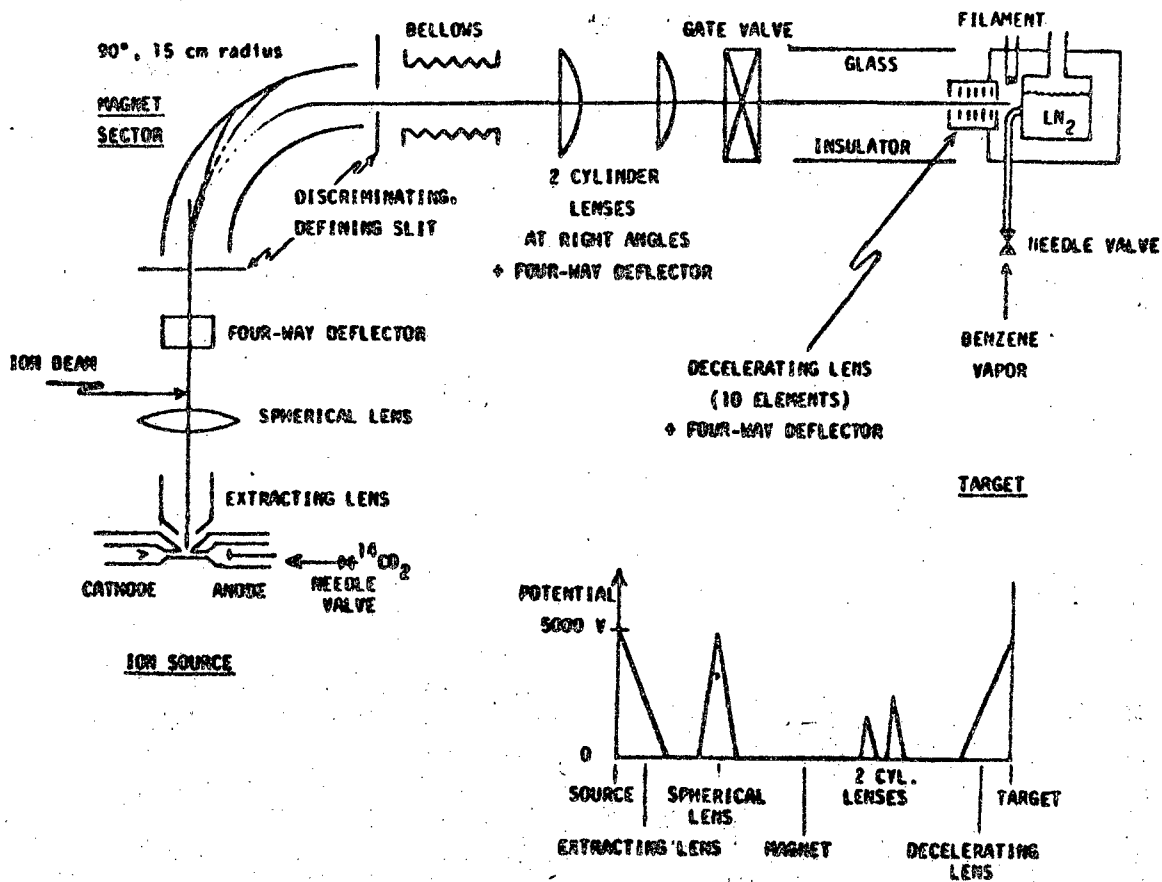 90°, 15 cm radius
MAGNET
SECTOR
BELLOWS
GATE VALVE
FILAMENT
GLASS
LN2
INSULATOR
2 CYLINDER
LENSES
AT RIGHT ANGLES
+ FOUR-WAY DEFLECTOR
DISCRIMINATING,
DEFINING SLIT
NEEDLE VALVE
FOUR-WAY DEFLECTOR
BENZENE
VAPOR
ION BEAM
DECELERATING LENS
(10 ELEMENTS)
+ FOUR-WAY DEFLECTOR
SPHERICAL LENS
EXTRACTING LENS
TARGET
14CO2
CATHODE
ANODE
NEEDLE
VALVE
ION SOURCE
POTENTIAL
5000 V
0
SOURCE
SPHERICAL
LENS
2 CYL.
LENSES
TARGET
EXTRACTING LENS
MAGNET
DECELERATING
LENS